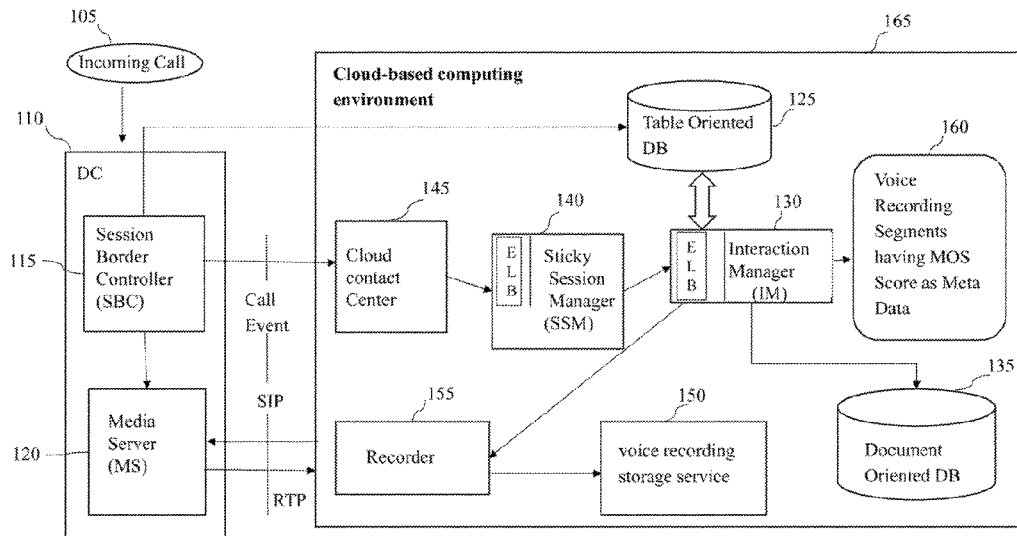 105
Incoming Call
165
Cloud-based computing
environment
125
Table Oriented
DB
110
DC
160
Voice
Recording
Segments
having MOS
Score as Meta
Data
145
Cloud
contact
Center
140
E
L
B
Sticky
Session
Manager
(SSM)
130
E
L
B
Interaction
Manager
(IM)
115
Session
Border
Controller
(SBC)
Call
Event
SIP
RTP
120
Media
Server
(MS)
155
Recorder
150
voice recording
storage service
135
Document
Oriented DB